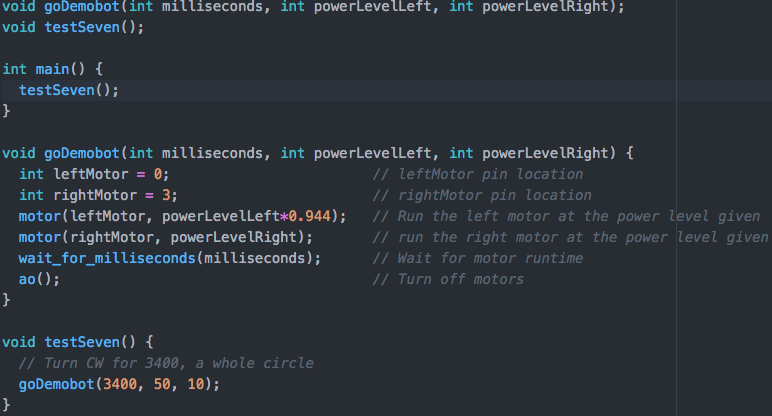 void goDemobot(int milliseconds, int powerLevelLeft, int powerLevelRight);
void testSeven();
int main() {
testSeven();
}
void goDemobot(int milliseconds, int powerLevelLeft, int powerLevelRight) {
int leftMotor = 0; // leftMotor pin location
int rightMotor = 3; // rightMotor pin location
motor(leftMotor, powerLevelLeft*0.944); // Run the left motor at the power level given
motor(rightMotor, powerLevelRight); // run the right motor at the power level given
wait_for_milliseconds(milliseconds); // Wait for motor runtime
ao(); // Turn off motors
}
void testSeven() {
// Turn CW for 3400, a whole circle
goDemobot(3400, 50, 10);
}